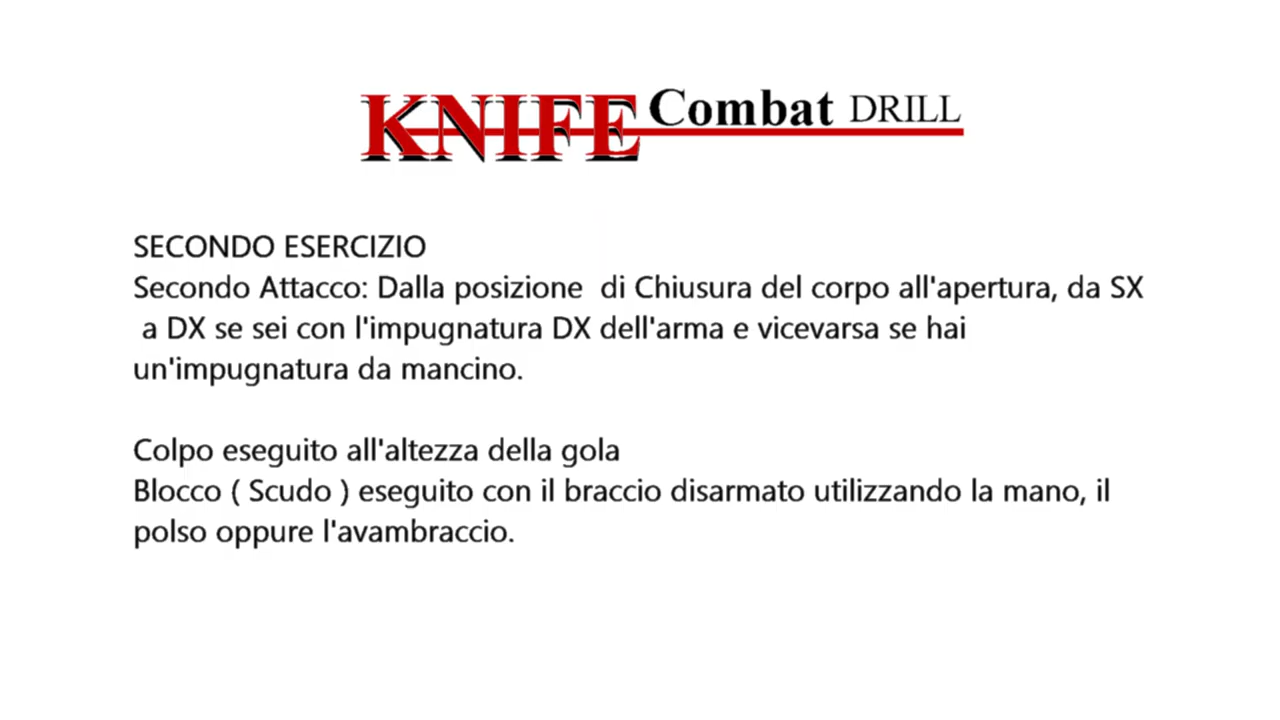 KNIFE Combat DRILL
SECONDO ESERCIZIO
Secondo Attacco: Dalla posizione di Chiusura del corpo all'apertura, da SX
a DX se sei con l'impugnatura DX dell'arma e vicevarsa se hai
un'impugnatura da mancino.
Colpo eseguito all'altezza della gola
Blocco ( Scudo ) eseguito con il braccio disarmato utilizzando la mano, il
polso oppure l'avambraccio.